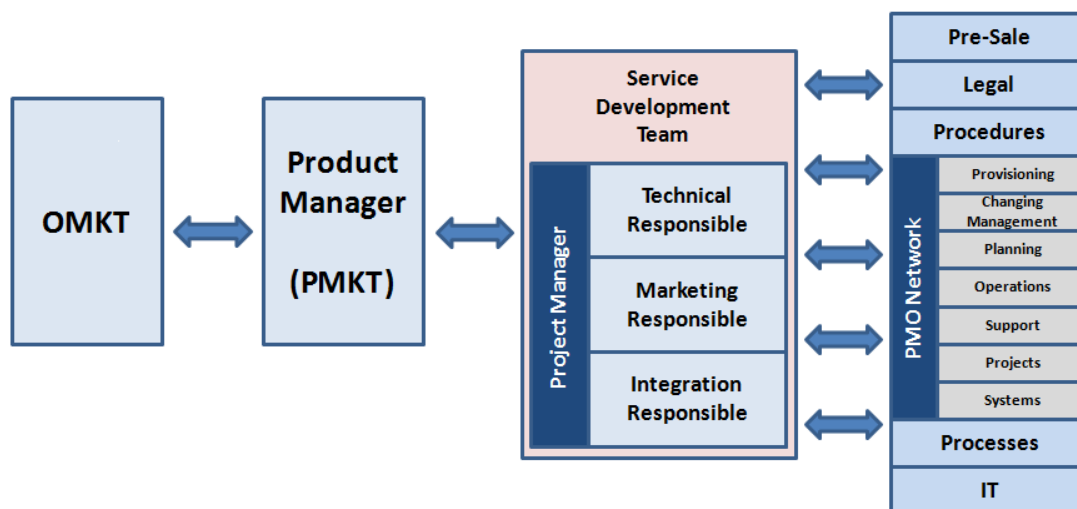 OMKT
Product
Manager
(PMKT)
Service
Development
Team
Project Manager
Technical
Responsible
Marketing
Responsible
Integration
Responsible
Pre-Sale
Legal
Procedures
PMO Network
Provisioning
Changing
Management
Planning
Operations
Support
Projects
Systems
Processes
IT